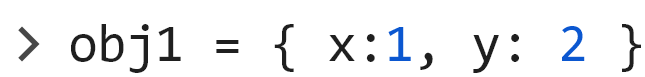 > obj1 = { x:1, y: 2 }